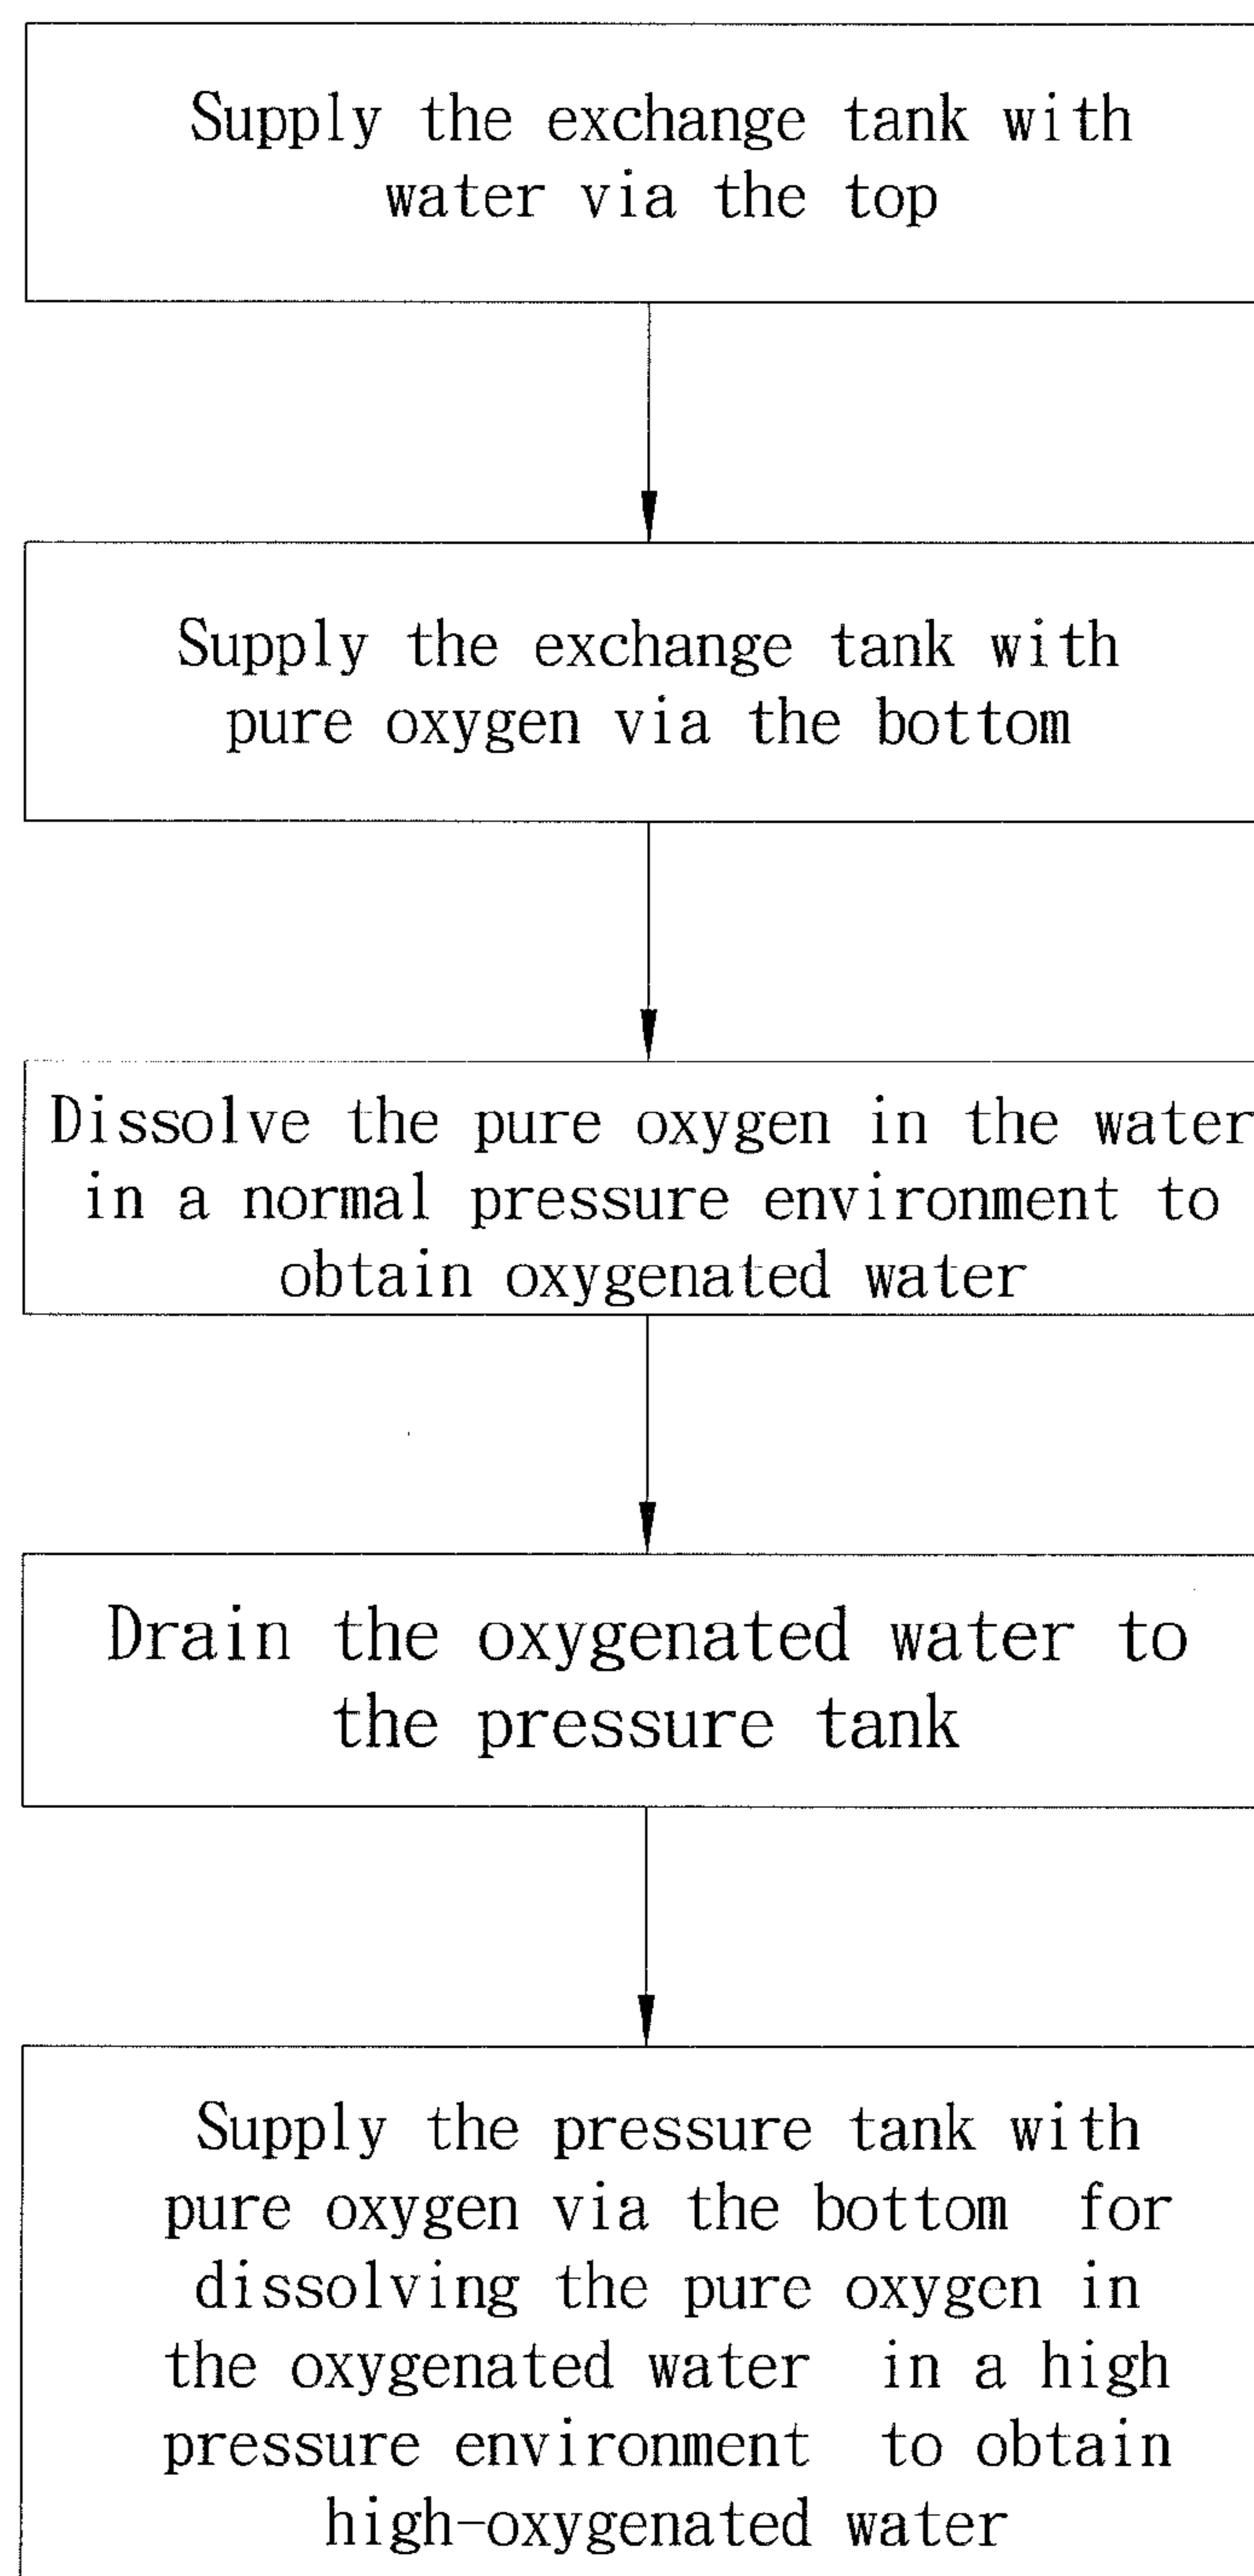 Supply the exchange tank with
water via the top
Supply the exchange tank with
pure oxygen via the bottom
Dissolve the pure oxygen in the water
in a normal pressure environment to
obtain oxygenated water
Drain the oxygenated water to
the pressure tank
Supply the pressure tank with
pure oxygen via the bottom for
dissolving the pure oxygen in
the oxygenated water in a high
pressure environment to obtain
high-oxygenated water